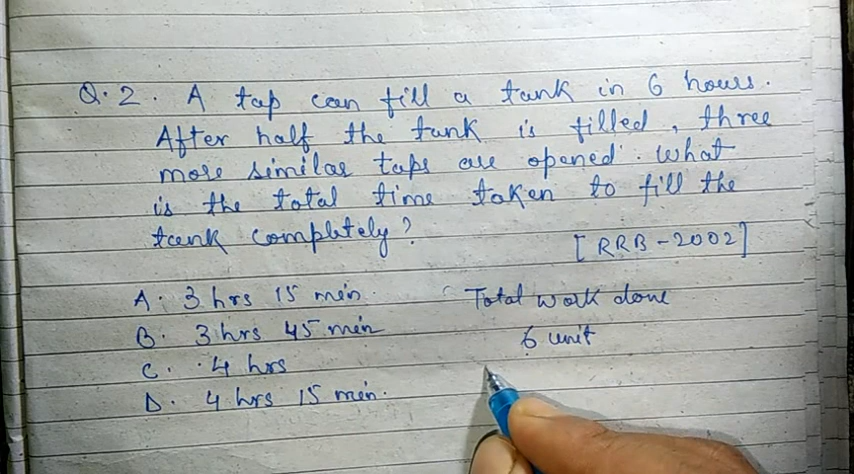 Q.2. A tap can fill a tank in 6 hours.
After half the tank is filled, three
more similar taps are opened. What
is the total time taken to fill the
tank completely?
[RRB-2002]
A. 3 hrs 15 min.
Total work done
B. 3 hrs 45 min
6 unit
C. 4 hrs
D. 4 hrs 15 min.